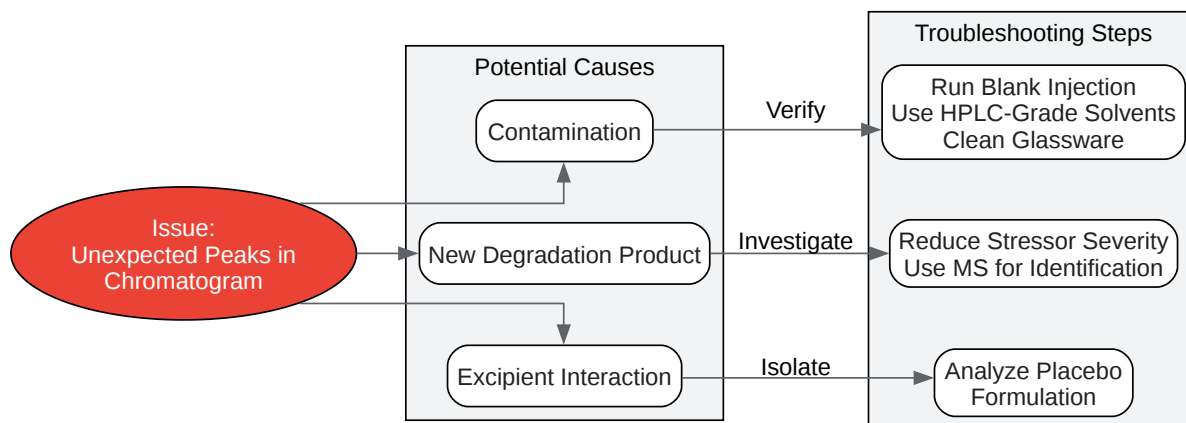 Issue:
Unexpected Peaks in
Chromatogram
Potential Causes
Contamination
New Degradation Product
Excipient Interaction
Verify
Investigate
Isolate
Troubleshooting Steps
Run Blank Injection
Use HPLC-Grade Solvents
Clean Glassware
Reduce Stressor Severity
Use MS for Identification
Analyze Placebo
Formulation